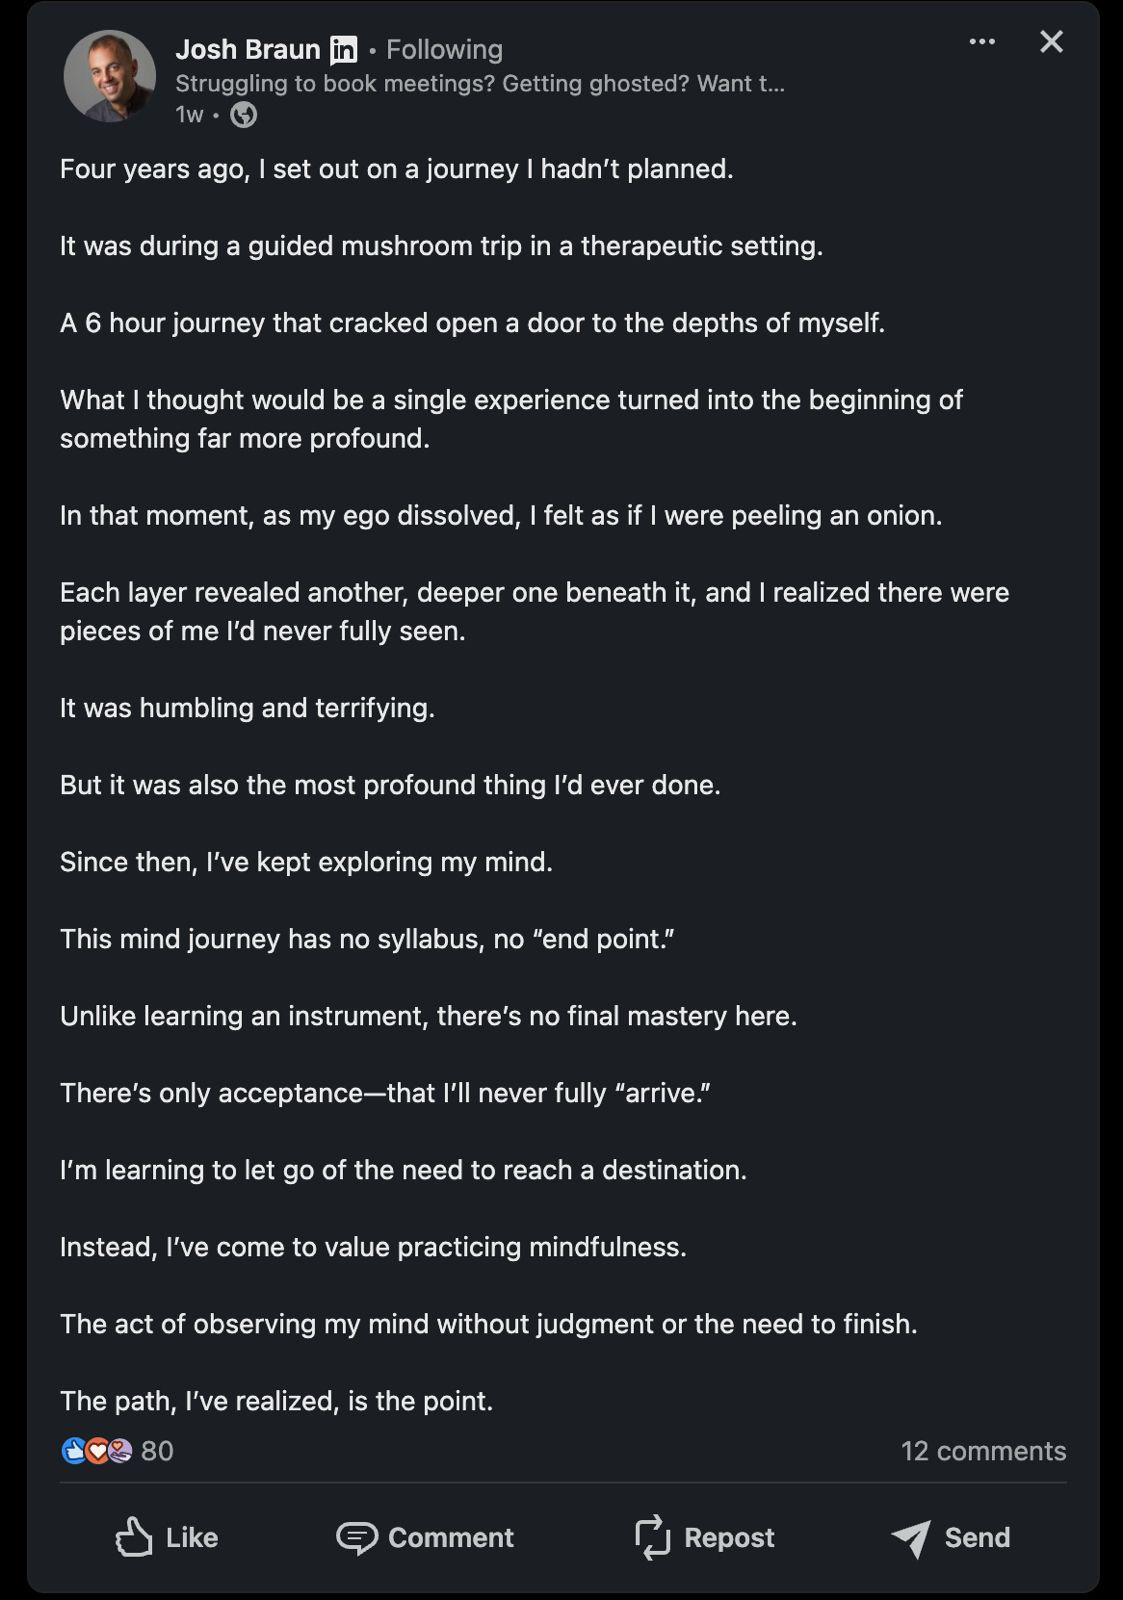 Josh Braun in • Following
Struggling to book meetings? Getting ghosted? Want t...
1w •
Four years ago, I set out on a journey I hadn’t planned.
It was during a guided mushroom trip in a therapeutic setting.
A 6 hour journey that cracked open a door to the depths of myself.
What I thought would be a single experience turned into the beginning of
something far more profound.
In that moment, as my ego dissolved, I felt as if I were peeling an onion.
Each layer revealed another, deeper one beneath it, and I realized there were
pieces of me I’d never fully seen.
It was humbling and terrifying.
But it was also the most profound thing I’d ever done.
Since then, I’ve kept exploring my mind.
This mind journey has no syllabus, no “end point.”
Unlike learning an instrument, there’s no final mastery here.
There’s only acceptance—that I’ll never fully “arrive.”
I’m learning to let go of the need to reach a destination.
Instead, I’ve come to value practicing mindfulness.
The act of observing my mind without judgment or the need to finish.
The path, I’ve realized, is the point.
80
12 comments
Like
Comment
Repost
Send